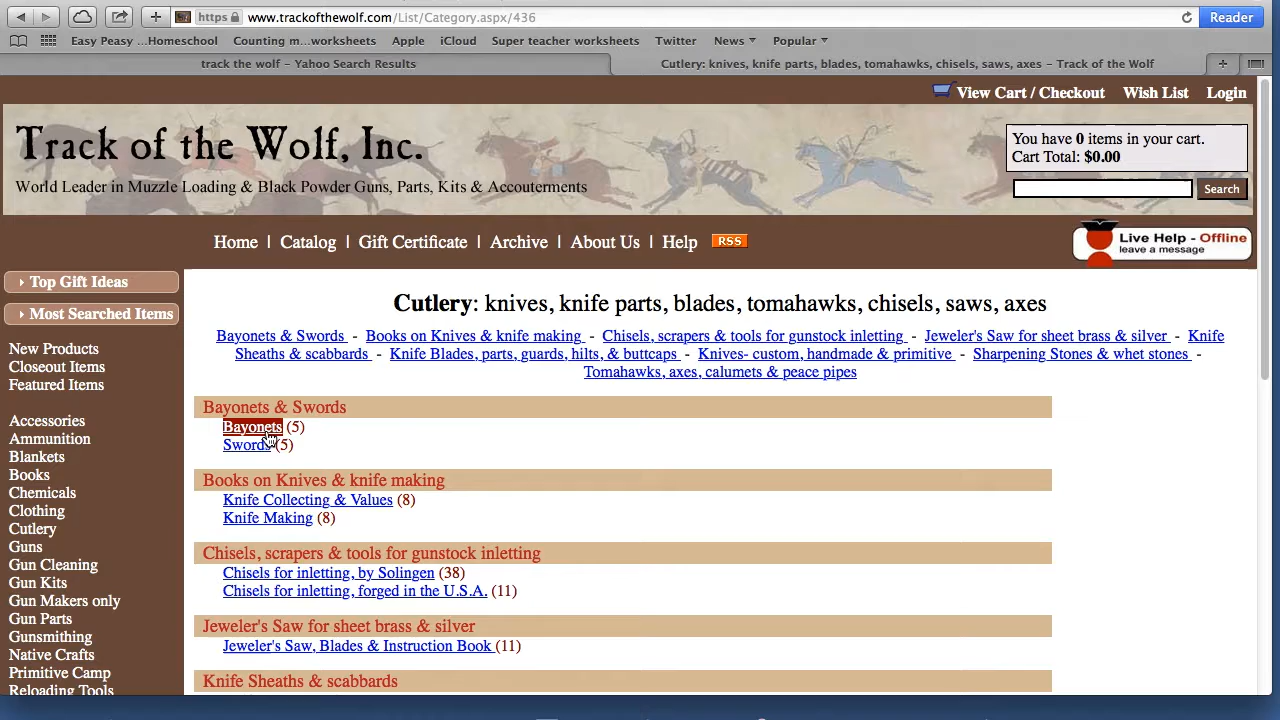 https www.trackofthewolf.com/List/Category.aspx/436 Reader
Easy Peasy ...Homeschool Counting m...worksheets Apple iCloud Super teacher worksheets Twitter News Popular
track the wolf – Yahoo Search Results Cutlery: knives, knife parts, blades, tomahawks, chisels, saws, axes – Track of the Wolf
View Cart / Checkout Wish List Login
Track of the Wolf, Inc.
World Leader in Muzzle Loading & Black Powder Guns, Parts, Kits & Accouterments
You have 0 items in your cart.
Cart Total: $0.00
Search
Home | Catalog | Gift Certificate | Archive | About Us | Help RSS
Live Help - Offline
leave a message
Top Gift Ideas
Most Searched Items
New Products
Closeout Items
Featured Items
Accessories
Ammunition
Blankets
Books
Chemicals
Clothing
Cutlery
Guns
Gun Cleaning
Gun Kits
Gun Makers only
Gun Parts
Gunsmithing
Native Crafts
Primitive Camp
Reloading Tools
Cutlery: knives, knife parts, blades, tomahawks, chisels, saws, axes
Bayonets & Swords - Books on Knives & knife making - Chisels, scrapers & tools for gunstock inletting - Jeweler's Saw for sheet brass & silver - Knife
Sheaths & scabbards - Knife Blades, parts, guards, hilts, & buttcaps - Knives- custom, handmade & primitive - Sharpening Stones & whet stones -
Tomahawks, axes, calumets & peace pipes
Bayonets & Swords
Bayonets (5)
Swords (5)
Books on Knives & knife making
Knife Collecting & Values (8)
Knife Making (8)
Chisels, scrapers & tools for gunstock inletting
Chisels for inletting, by Solingen (38)
Chisels for inletting, forged in the U.S.A. (11)
Jeweler's Saw for sheet brass & silver
Jeweler's Saw, Blades & Instruction Book (11)
Knife Sheaths & scabbards